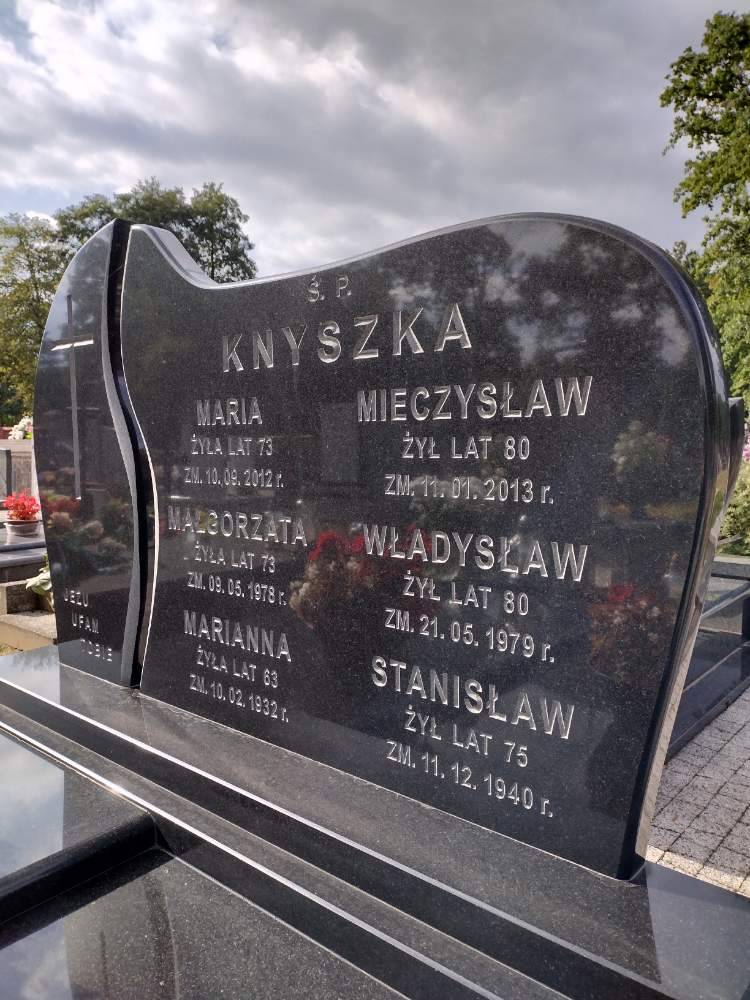 Ś. P.
KNYSZKA
MARIA
ŻYŁA LAT 73
ZM. 10. 09. 2012 r.
MIECZYSŁAW
ŻYŁ LAT 80
ZM. 11. 01. 2013 r.
MAŁGORZATA
ŻYŁA LAT 73
ZM. 09. 05. 1978 r.
WŁADYSŁAW
ŻYŁ LAT 80
ZM. 21. 05. 1979 r.
MARIANNA
ŻYŁA LAT 63
ZM. 10. 02. 1932 r.
STANISŁAW
ŻYŁ LAT 75
ZM. 11. 12. 1940 r.
JEZU
UFAM
TOBIE